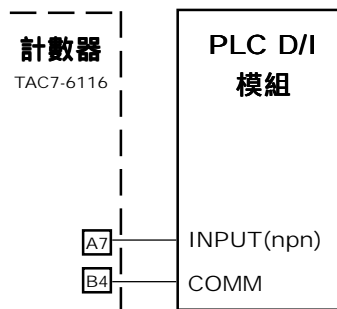 計數器
TAC7-6116
PLC D/I
模組
A7
INPUT(npn)
B4
COMM